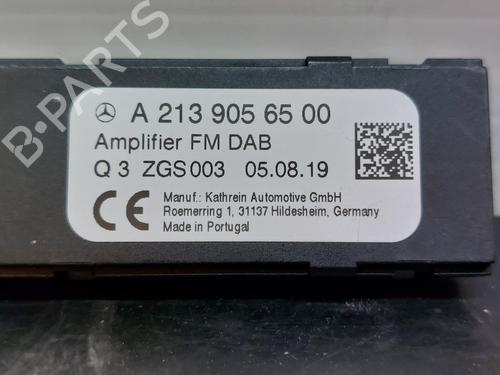 B-PARTS
A 213 905 65 00
Amplifier FM DAB
Q 3 ZGS 003 05.08.19
CE
Manuf.: Kathrein Automotive GmbH
Roemerring 1, 31137 Hildesheim, Germany
Made in Portugal